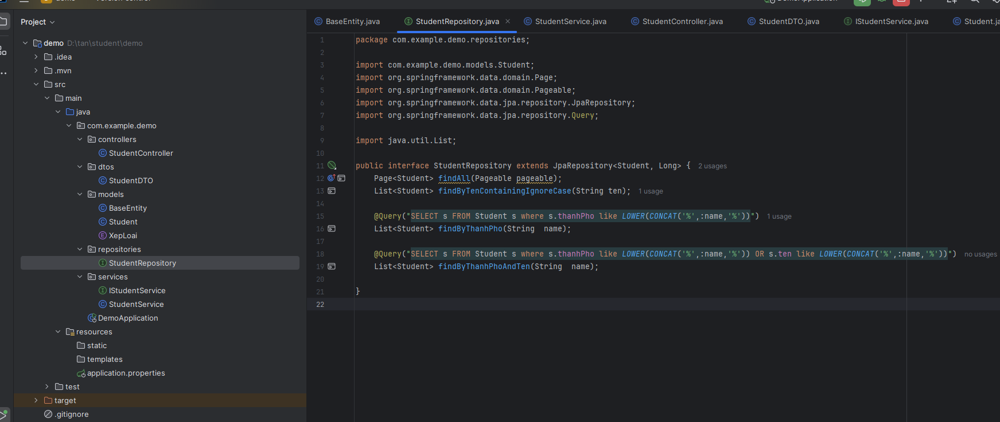 Project
demo D:\tan\student\demo
.idea
.mvn
src
main
java
com.example.demo
controllers
StudentController
dtos
StudentDTO
models
BaseEntity
Student
XepLoai
repositories
StudentRepository
services
IStudentService
StudentService
DemoApplication
resources
static
templates
application.properties
test
target
.gitignore
BaseEntity.java StudentRepository.java StudentService.java StudentController.java StudentDTO.java IStudentService.java Student.ja
1 package com.example.demo.repositories;
2
3 import com.example.demo.models.Student;
4 import org.springframework.data.domain.Page;
5 import org.springframework.data.domain.Pageable;
6 import org.springframework.data.jpa.repository.JpaRepository;
7 import org.springframework.data.jpa.repository.Query;
8
9 import java.util.List;
10
11 public interface StudentRepository extends JpaRepository<Student, Long> { 2 usages
12 Page<Student> findAll(Pageable pageable);
13 List<Student> findByTenContainingIgnoreCase(String ten); 1 usage
14
15 @Query("SELECT s FROM Student s where s.thanhPho like LOWER(CONCAT('%',:name,'%'))") 1 usage
16 List<Student> findByThanhPho(String  name);
17
18 @Query("SELECT s FROM Student s where s.thanhPho like LOWER(CONCAT('%',:name,'%')) OR s.ten like LOWER(CONCAT('%',:name,'%'))") no usages
19 List<Student> findByThanhPhoAndTen(String  name);
20
21 }
22